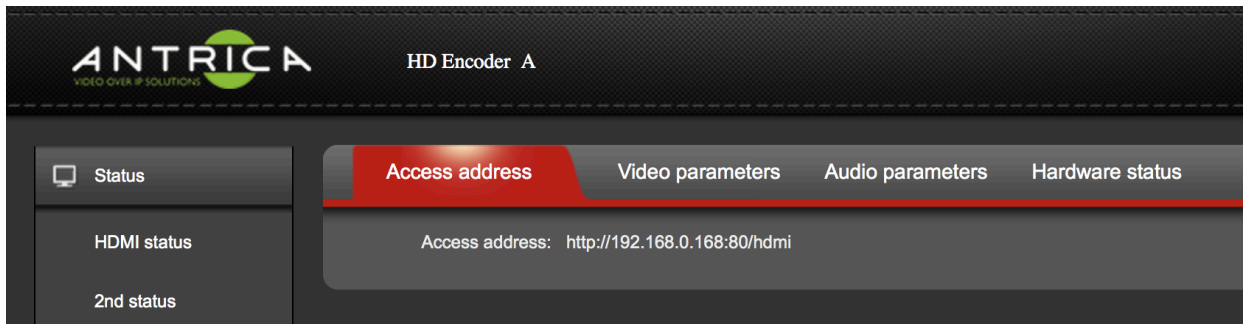 ANTRICA
VIDEO OVER IP SOLUTIONS
HD Encoder A
Status
Access address
Video parameters
Audio parameters
Hardware status
HDMI status
Access address: http://192.168.0.168:80/hdmi
2nd status